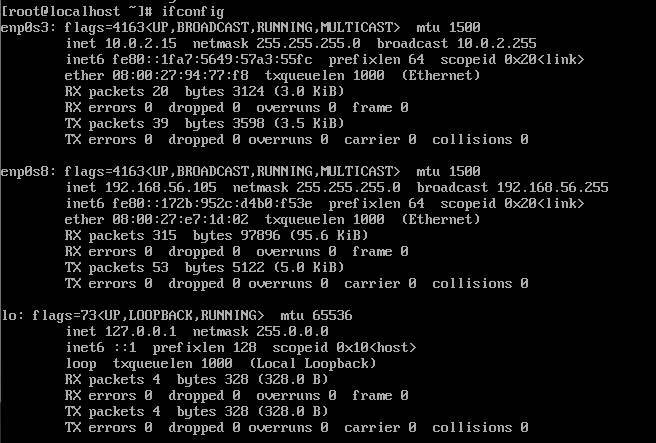 [root@localhost ~]# ifconfig
enp0s3: flags=4163<UP,BROADCAST,RUNNING,MULTICAST>  mtu 1500
        inet 10.0.2.15  netmask 255.255.255.0  broadcast 10.0.2.255
        inet6 fe80::1fa7:5649:57a3:55fc  prefixlen 64  scopeid 0x20<link>
        ether 08:00:27:94:77:f8  txqueuelen 1000  (Ethernet)
        RX packets 20  bytes 3124 (3.0 KiB)
        RX errors 0  dropped 0  overruns 0  frame 0
        TX packets 39  bytes 3598 (3.5 KiB)
        TX errors 0  dropped 0 overruns 0  carrier 0  collisions 0

enp0s8: flags=4163<UP,BROADCAST,RUNNING,MULTICAST>  mtu 1500
        inet 192.168.56.105  netmask 255.255.255.0  broadcast 192.168.56.255
        inet6 fe80::172b:952c:d4b0:f53e  prefixlen 64  scopeid 0x20<link>
        ether 08:00:27:e7:1d:02  txqueuelen 1000  (Ethernet)
        RX packets 315  bytes 97896 (95.6 KiB)
        RX errors 0  dropped 0  overruns 0  frame 0
        TX packets 53  bytes 5122 (5.0 KiB)
        TX errors 0  dropped 0 overruns 0  carrier 0  collisions 0

lo: flags=73<UP,LOOPBACK,RUNNING>  mtu 65536
        inet 127.0.0.1  netmask 255.0.0.0
        inet6 ::1  prefixlen 128  scopeid 0x10<host>
        loop  txqueuelen 1000  (Local Loopback)
        RX packets 4  bytes 328 (328.0 B)
        RX errors 0  dropped 0  overruns 0  frame 0
        TX packets 4  bytes 328 (328.0 B)
        TX errors 0  dropped 0 overruns 0  carrier 0  collisions 0